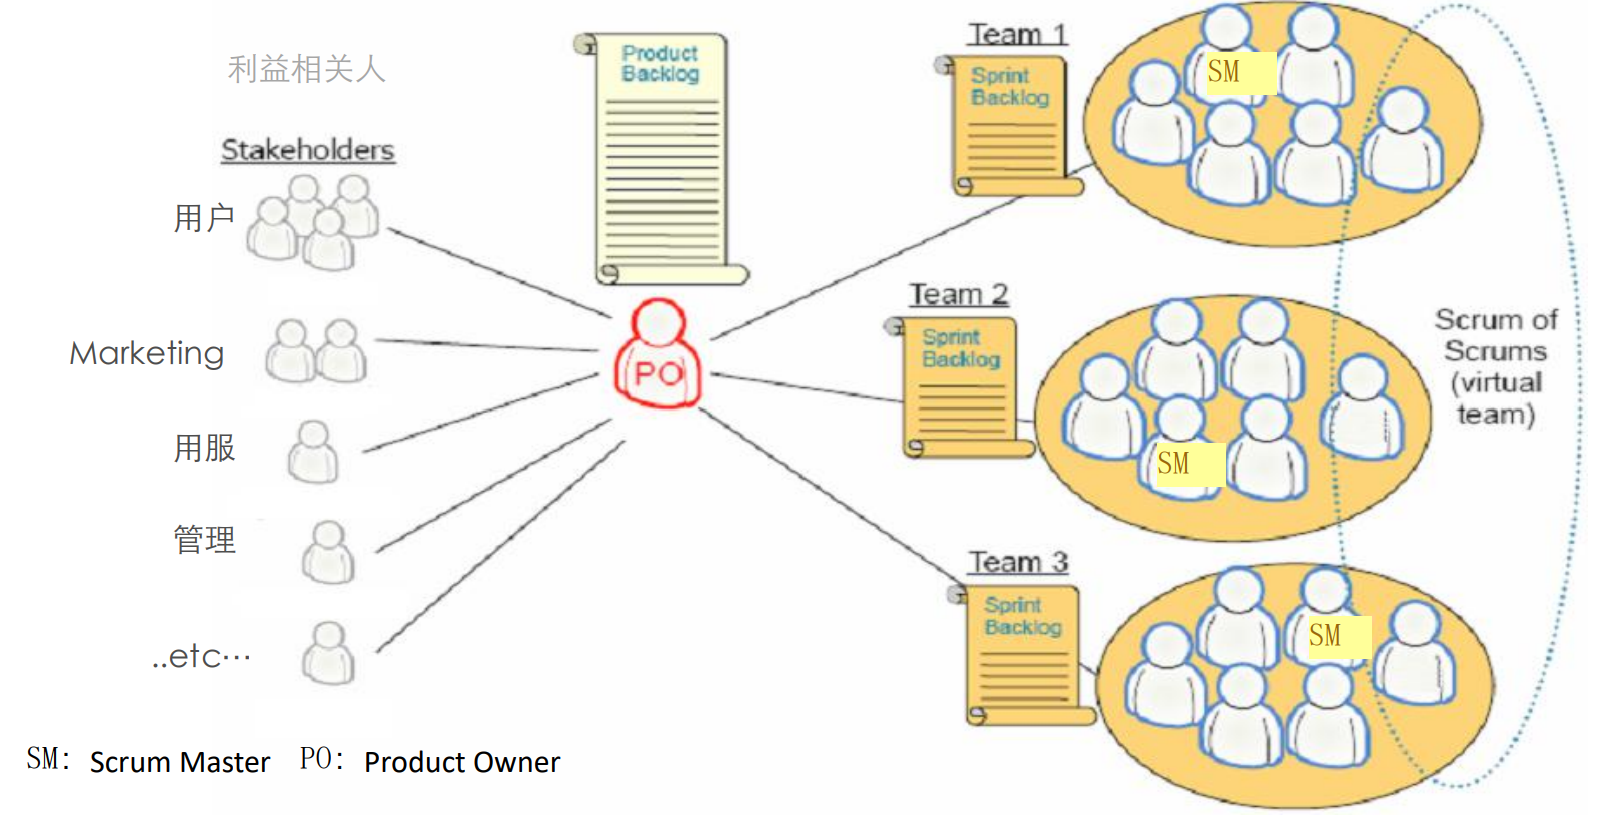 利益相关人
Stakeholders
用户
Marketing
用服
管理
..etc…
Product
Backlog
PO
Team 1
Sprint
Backlog
SM
Team 2
Sprint
Backlog
SM
Team 3
Sprint
Backlog
SM
Scrum of
Scrums
(virtual
team)
SM: Scrum Master PO: Product Owner